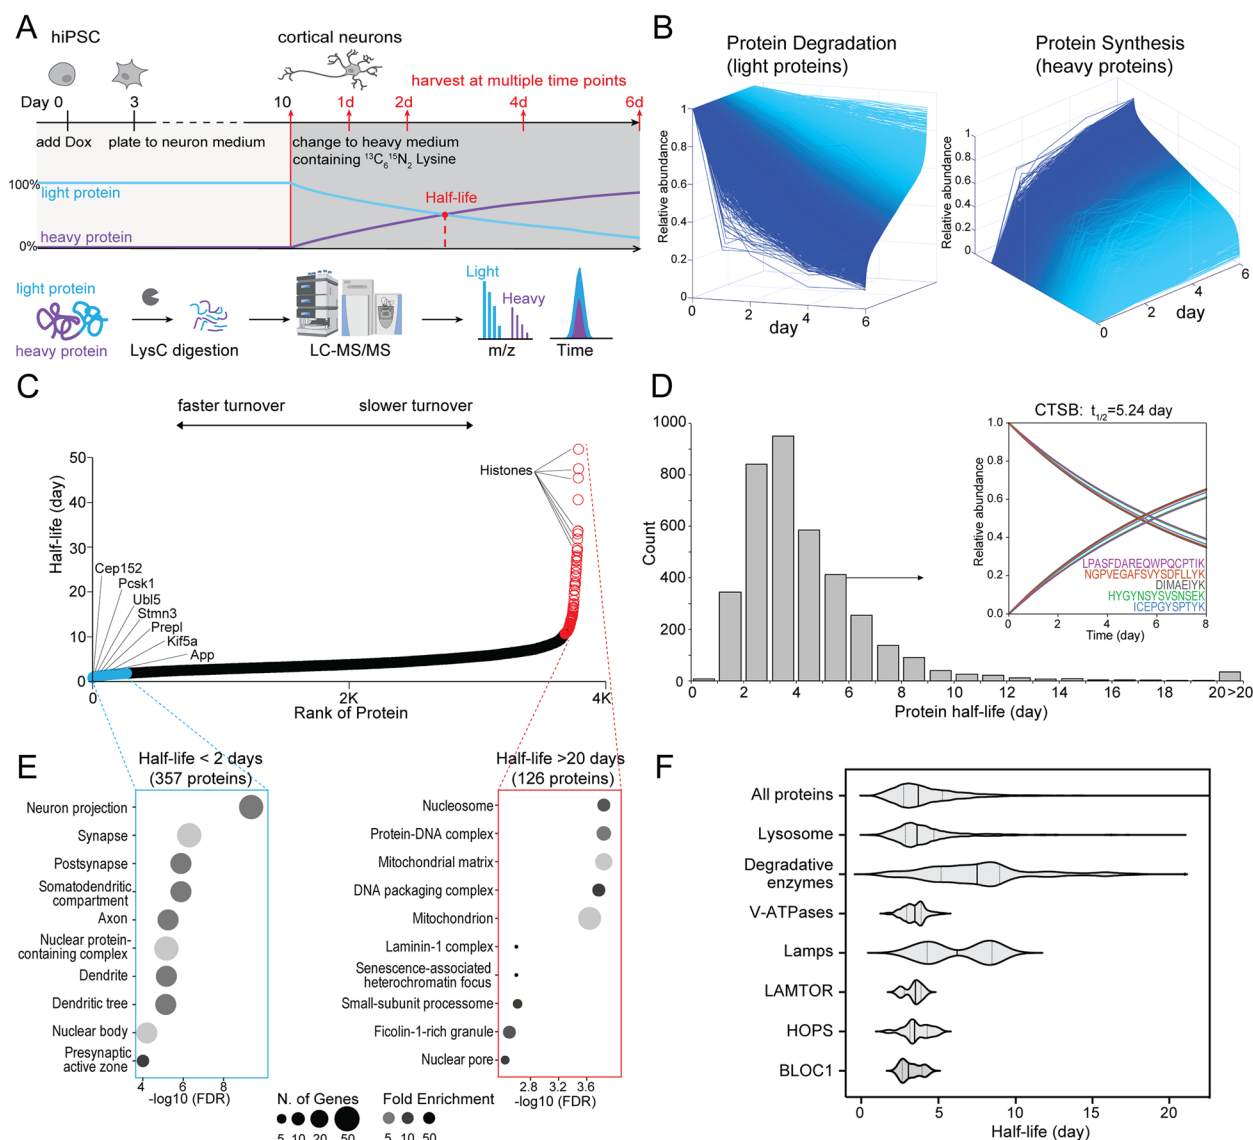 A
hiPSC
cortical neurons
harvest at multiple time points
Day 0
3
10
1d
2d
4d
6d
add Dox
plate to neuron medium
change to heavy medium
containing 13C6 15N2 Lysine
100%
light protein
Half-life
heavy protein
0%
light protein
heavy protein
LysC digestion
LC-MS/MS
Light
Heavy
m/z
Time
B
Protein Degradation
(light proteins)
Protein Synthesis
(heavy proteins)
Relative abundance
1
0.8
0.6
0.4
0.2
0
0
2
4
6
day
Relative abundance
1
0.8
0.6
0.4
0.2
0
0
2
4
6
day
C
faster turnover
slower turnover
Half-life (day)
50
40
30
20
10
0
Histones
Cep152
Pcsk1
Ubl5
Stmn3
Prepl
Kif5a
App
0
2K
4K
Rank of Protein
D
Count
1000
800
600
400
200
0
0
2
4
6
8
10
12
14
16
18
20
>20
Protein half-life (day)
CTSB: t1/2=5.24 day
Relative abundance
1.0
0.8
0.6
0.4
0.2
0.0
LPASFDAREQWPQCPTIK
NGPVEGAFSVYSDFLLYK
DIMAEIYK
HYGYNSYSVSNSEK
ICEPGYSPTYK
0
2
4
6
8
Time (day)
E
Half-life < 2 days
(357 proteins)
Neuron projection
Synapse
Postsynapse
Somatodendritic
compartment
Axon
Nuclear protein-
containing complex
Dendrite
Dendritic tree
Nuclear body
Presynaptic
active zone
4
6
8
-log10 (FDR)
Half-life >20 days
(126 proteins)
Nucleosome
Protein-DNA complex
Mitochondrial matrix
DNA packaging complex
Mitochondrion
Laminin-1 complex
Senescence-associated
heterochromatin focus
Small-subunit processome
Ficolin-1-rich granule
Nuclear pore
2.8
3.2
3.6
-log10 (FDR)
N. of Genes
5 10 20 50
Fold Enrichment
5 10 50
F
All proteins
Lysosome
Degradative
enzymes
V-ATPases
Lamps
LAMTOR
HOPS
BLOC1
0
5
10
15
20
Half-life (day)